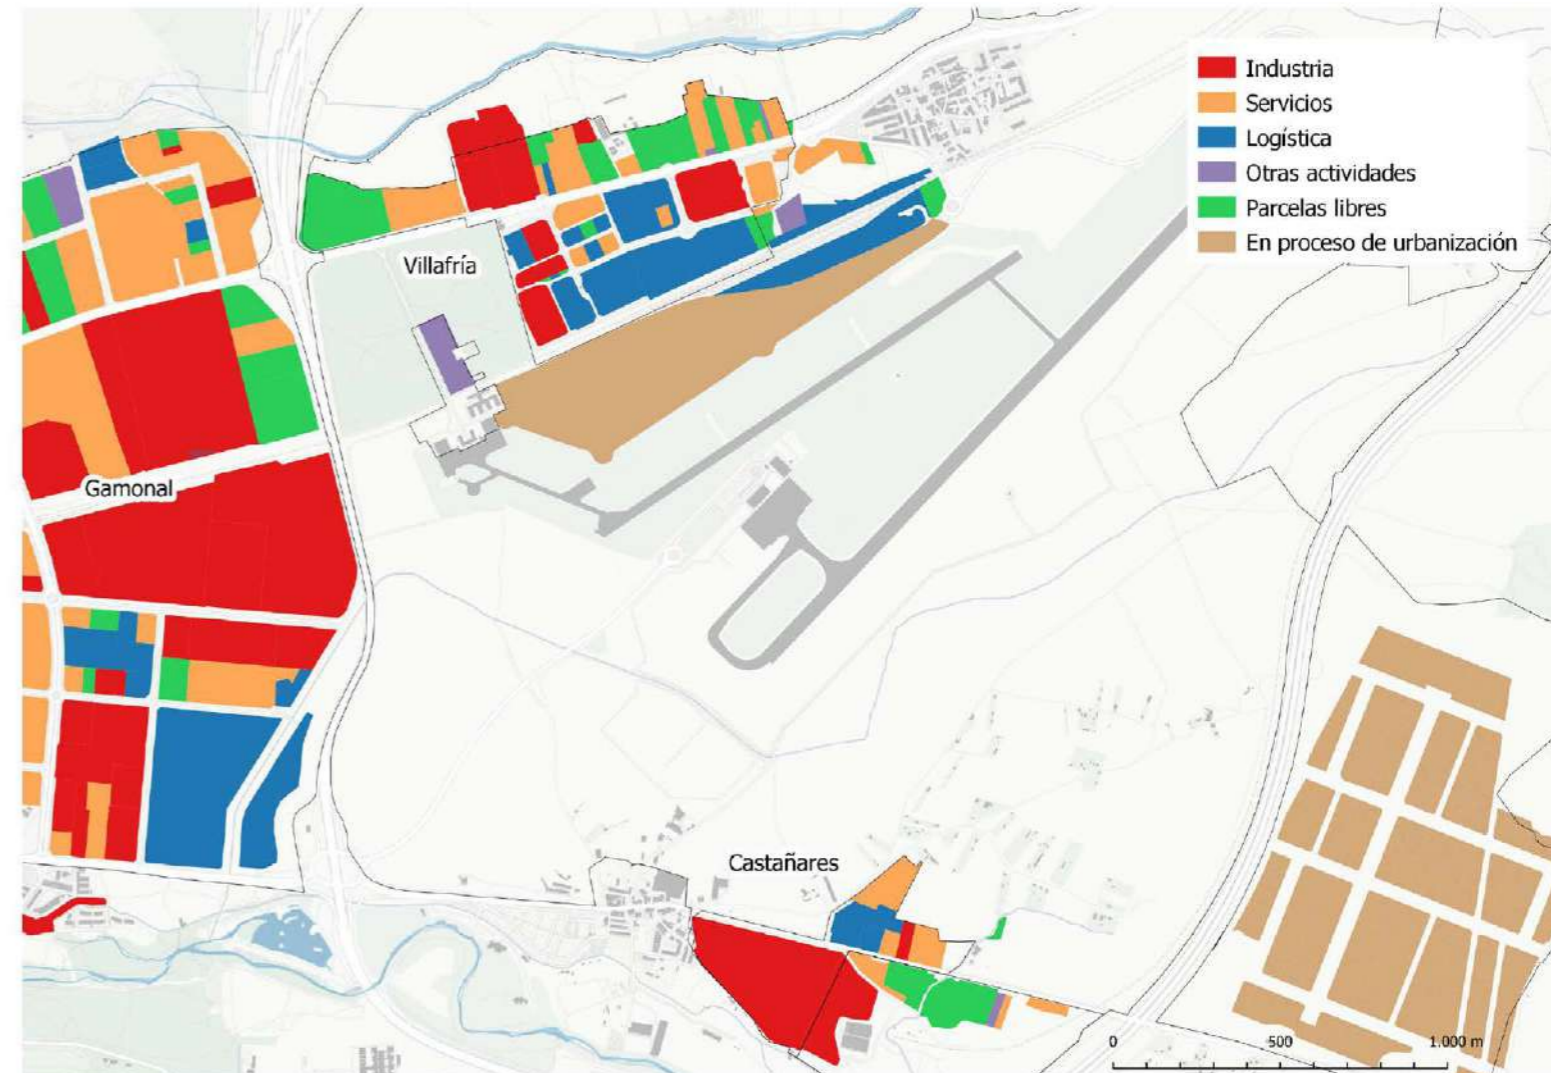 Industria
Servicios
Logística
Otras actividades
Parcelas libres
En proceso de urbanización
Villafría
Gamonal
Castañares
0 500 1.000 m